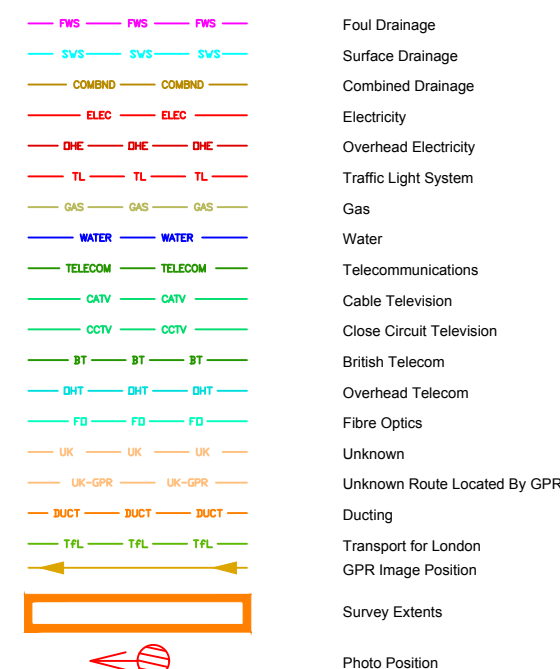 FWS FWS FWS Foul Drainage
SWS SWS SWS Surface Drainage
COMBND COMBND Combined Drainage
ELEC ELEC Electricity
OHE OHE OHE Overhead Electricity
TL TL TL Traffic Light System
GAS GAS GAS Gas
WATER WATER Water
TELECOM TELECOM Telecommunications
CATV CATV Cable Television
CCTV CCTV Close Circuit Television
BT BT BT British Telecom
OHT OHT OHT Overhead Telecom
FO FO FO Fibre Optics
UK UK UK Unknown
UK-GPR UK-GPR Unknown Route Located By GPR
DUCT DUCT DUCT Ducting
TfL TfL TfL Transport for London
GPR Image Position
Survey Extents
Photo Position